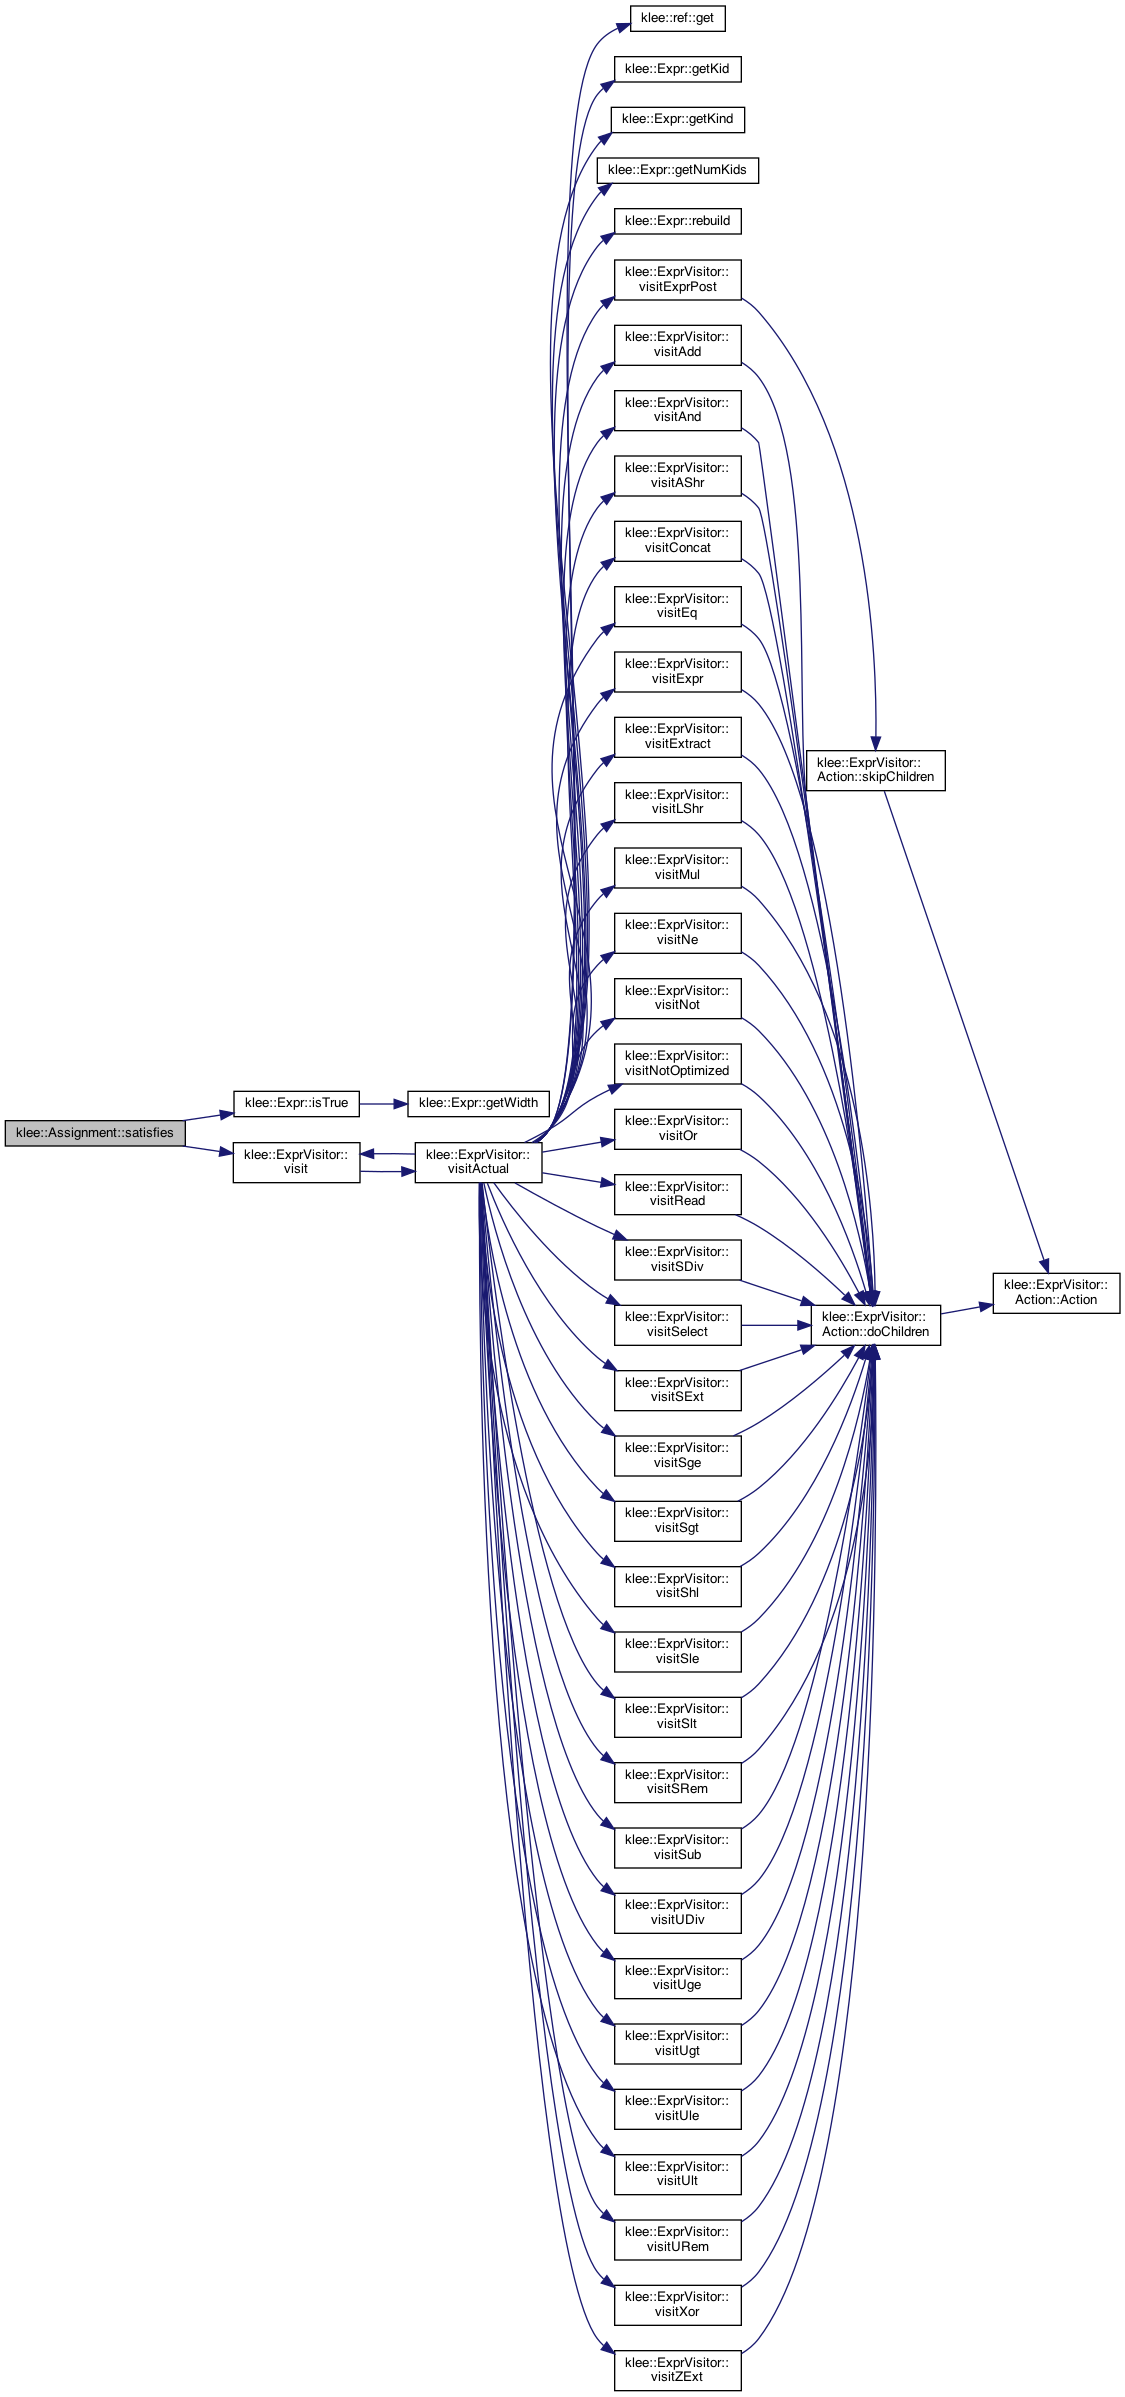 klee::ref::get
klee::Expr::getKid
klee::Expr::getKind
klee::Expr::getNumKids
klee::Expr::rebuild
klee::ExprVisitor::
visitExprPost
klee::ExprVisitor::
visitAdd
klee::ExprVisitor::
visitAnd
klee::ExprVisitor::
visitAShr
klee::ExprVisitor::
visitConcat
klee::ExprVisitor::
visitEq
klee::ExprVisitor::
visitExpr
klee::ExprVisitor::
visitExtract
klee::ExprVisitor::
Action::skipChildren
klee::ExprVisitor::
visitLShr
klee::ExprVisitor::
visitMul
klee::ExprVisitor::
visitNe
klee::ExprVisitor::
visitNot
klee::ExprVisitor::
visitNotOptimized
klee::Expr::isTrue
klee::Expr::getWidth
klee::Assignment::satisfies
klee::ExprVisitor::
visitOr
klee::ExprVisitor::
visit
klee::ExprVisitor::
visitActual
klee::ExprVisitor::
visitRead
klee::ExprVisitor::
visitSDiv
klee::ExprVisitor::
Action::Action
klee::ExprVisitor::
visitSelect
klee::ExprVisitor::
Action::doChildren
klee::ExprVisitor::
visitSExt
klee::ExprVisitor::
visitSge
klee::ExprVisitor::
visitSgt
klee::ExprVisitor::
visitShl
klee::ExprVisitor::
visitSle
klee::ExprVisitor::
visitSlt
klee::ExprVisitor::
visitSRem
klee::ExprVisitor::
visitSub
klee::ExprVisitor::
visitUDiv
klee::ExprVisitor::
visitUge
klee::ExprVisitor::
visitUgt
klee::ExprVisitor::
visitUle
klee::ExprVisitor::
visitUlt
klee::ExprVisitor::
visitURem
klee::ExprVisitor::
visitXor
klee::ExprVisitor::
visitZExt